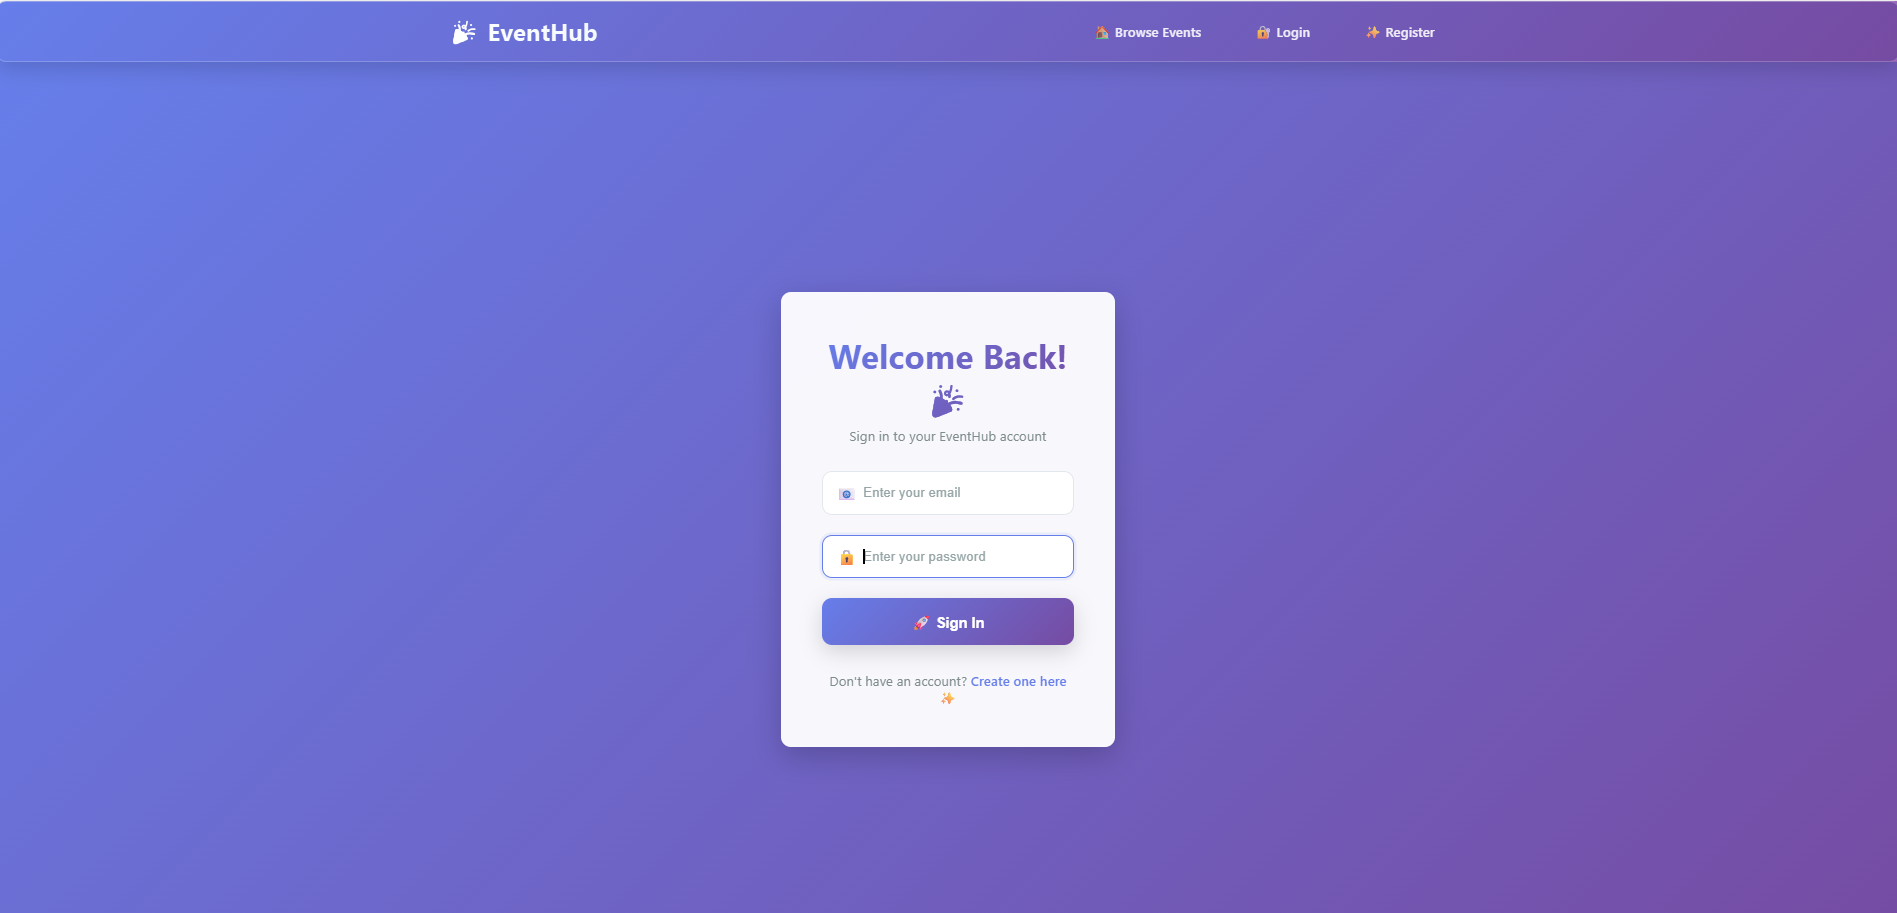 EventHub
Browse Events
Login
Register
Welcome Back!
Sign in to your EventHub account
Enter your email
Enter your password
Sign In
Don't have an account? Create one here